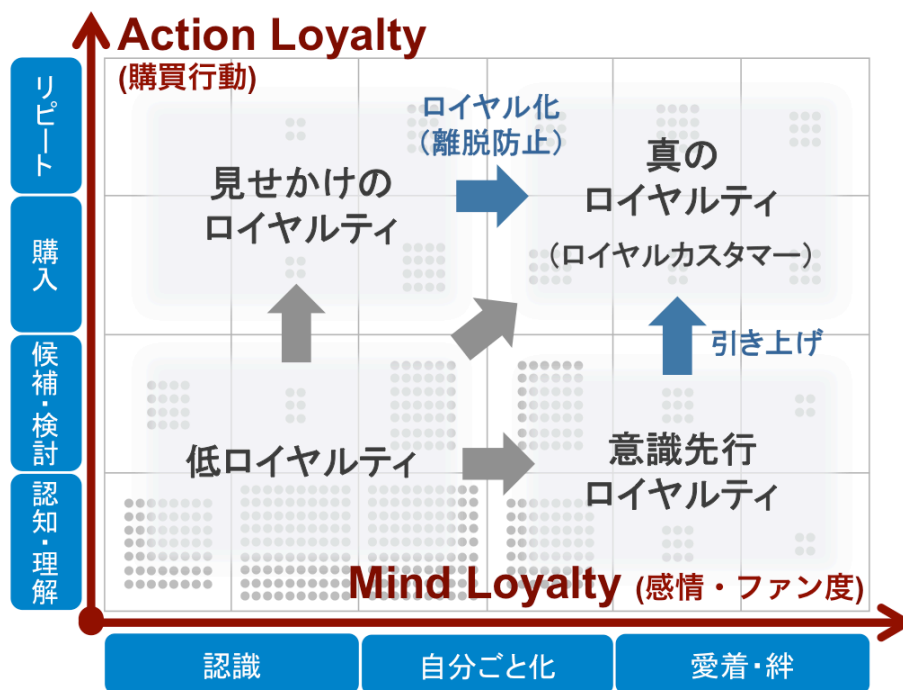 Action Loyalty
(購買行動)
リピート
購入
候補・検討
認知・理解
ロイヤル化
(離脱防止)
見せかけの
ロイヤルティ
真の
ロイヤルティ
(ロイヤルカスタマー)
引き上げ
低ロイヤルティ
意識先行
ロイヤルティ
Mind Loyalty (感情・ファン度)
認識
自分ごと化
愛着・絆